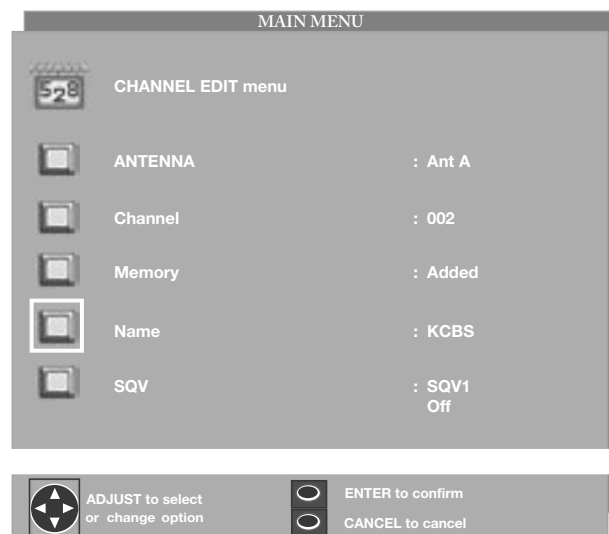 MAIN MENU
528
CHANNEL EDIT menu
ANTENNA : Ant A
Channel : 002
Memory : Added
Name : KCBS
SQV : SQV1
Off
ADJUST to select
or change option
ENTER to confirm
CANCEL to cancel